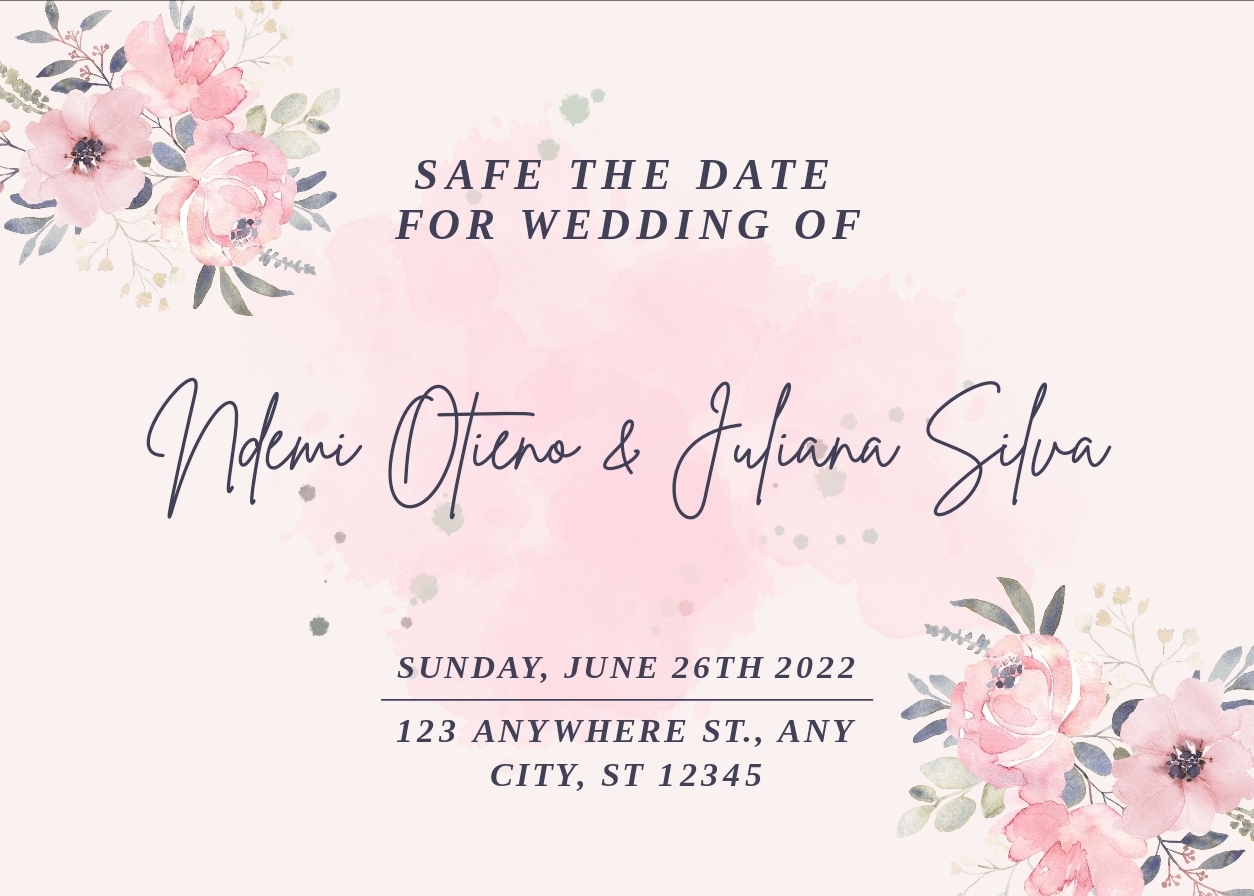 SAFE THE DATE
FOR WEDDING OF
Ndemi Otieno & Juliana Silva
SUNDAY, JUNE 26TH 2022
123 ANYWHERE ST., ANY
CITY, ST 12345